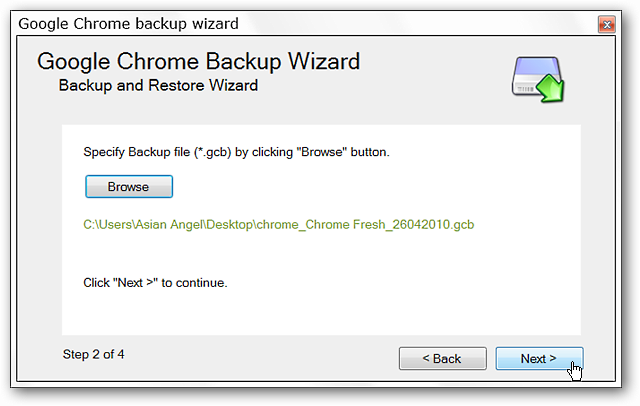 Google Chrome backup wizard
Google Chrome Backup Wizard
Backup and Restore Wizard
Specify Backup file (*.gcb) by clicking "Browse" button.
Browse
C:\Users\Asian Angel\Desktop\chrome_Chrome Fresh_26042010.gcb
Click "Next >" to continue.
Step 2 of 4
< Back
Next >